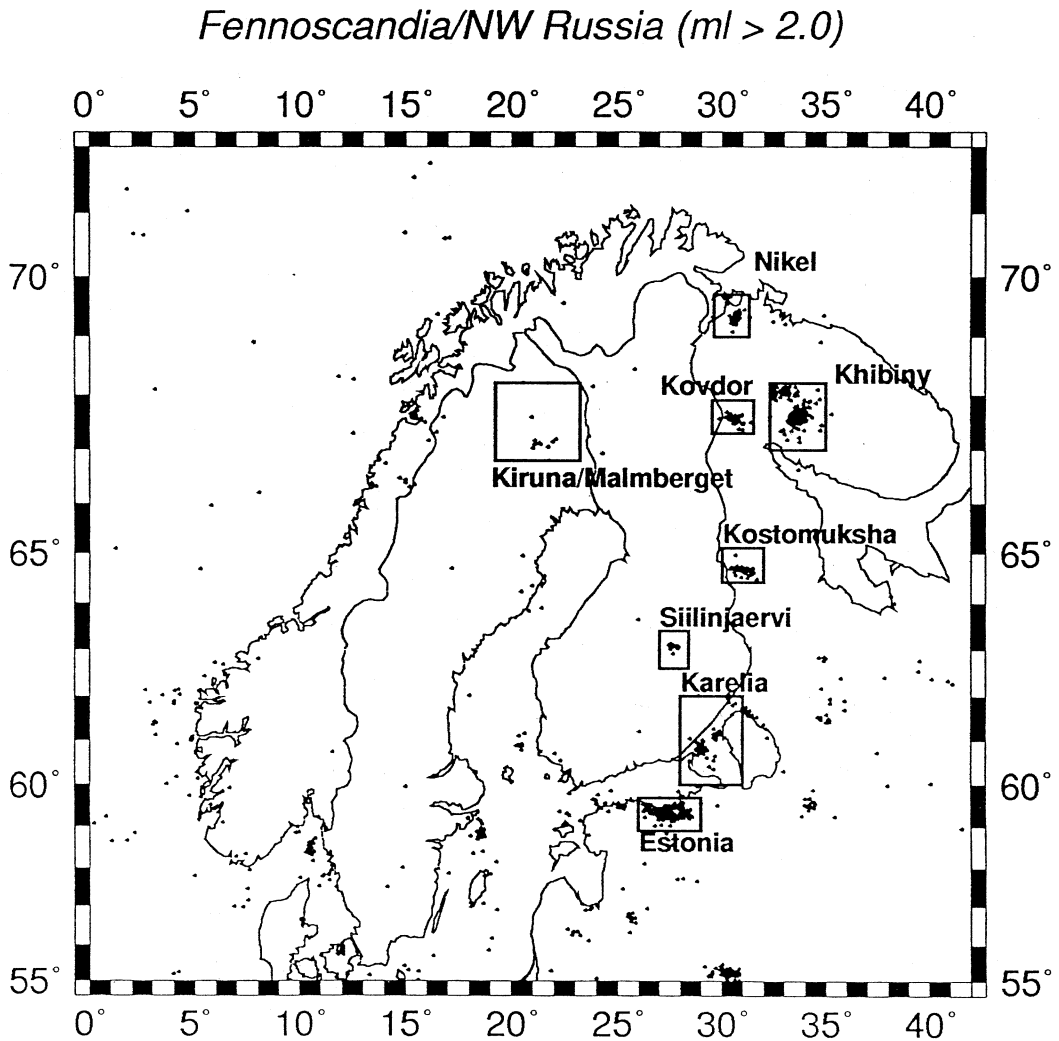 Fennoscandia/NW Russia (ml > 2.0)
0° 5° 10° 15° 20° 25° 30° 35° 40°
Nikel
70° 70°
Khibiny
Kovdor
Kiruna/Malmberget
Kostomuksha
65° 65°
Siilinjaervi
Karelia
60° 60°
Estonia
55° 55°
0° 5° 10° 15° 20° 25° 30° 35° 40°